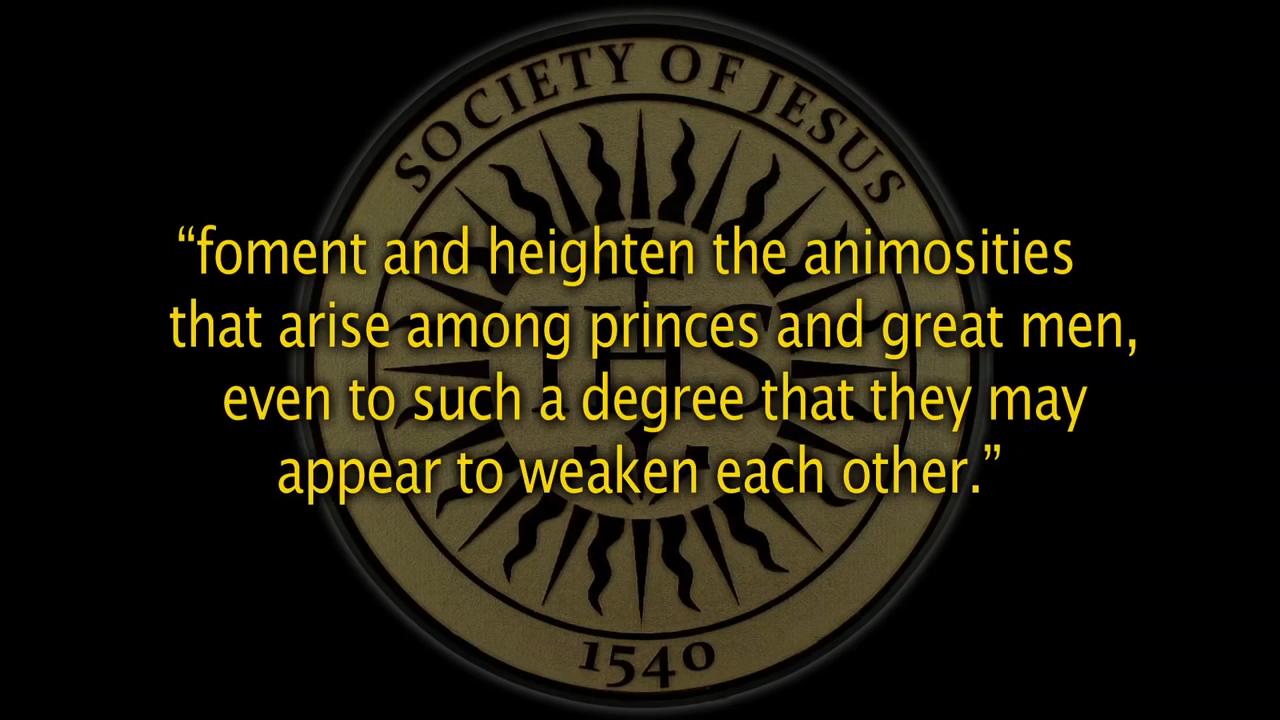 SOCIETY OF JESUS
“foment and heighten the animosities
that arise among princes and great men,
even to such a degree that they may
appear to weaken each other.”
IHS
1540